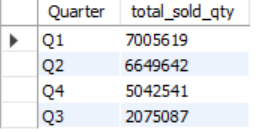 Quarter total_sold_qty
Q1 7005619
Q2 6649642
Q4 5042541
Q3 2075087